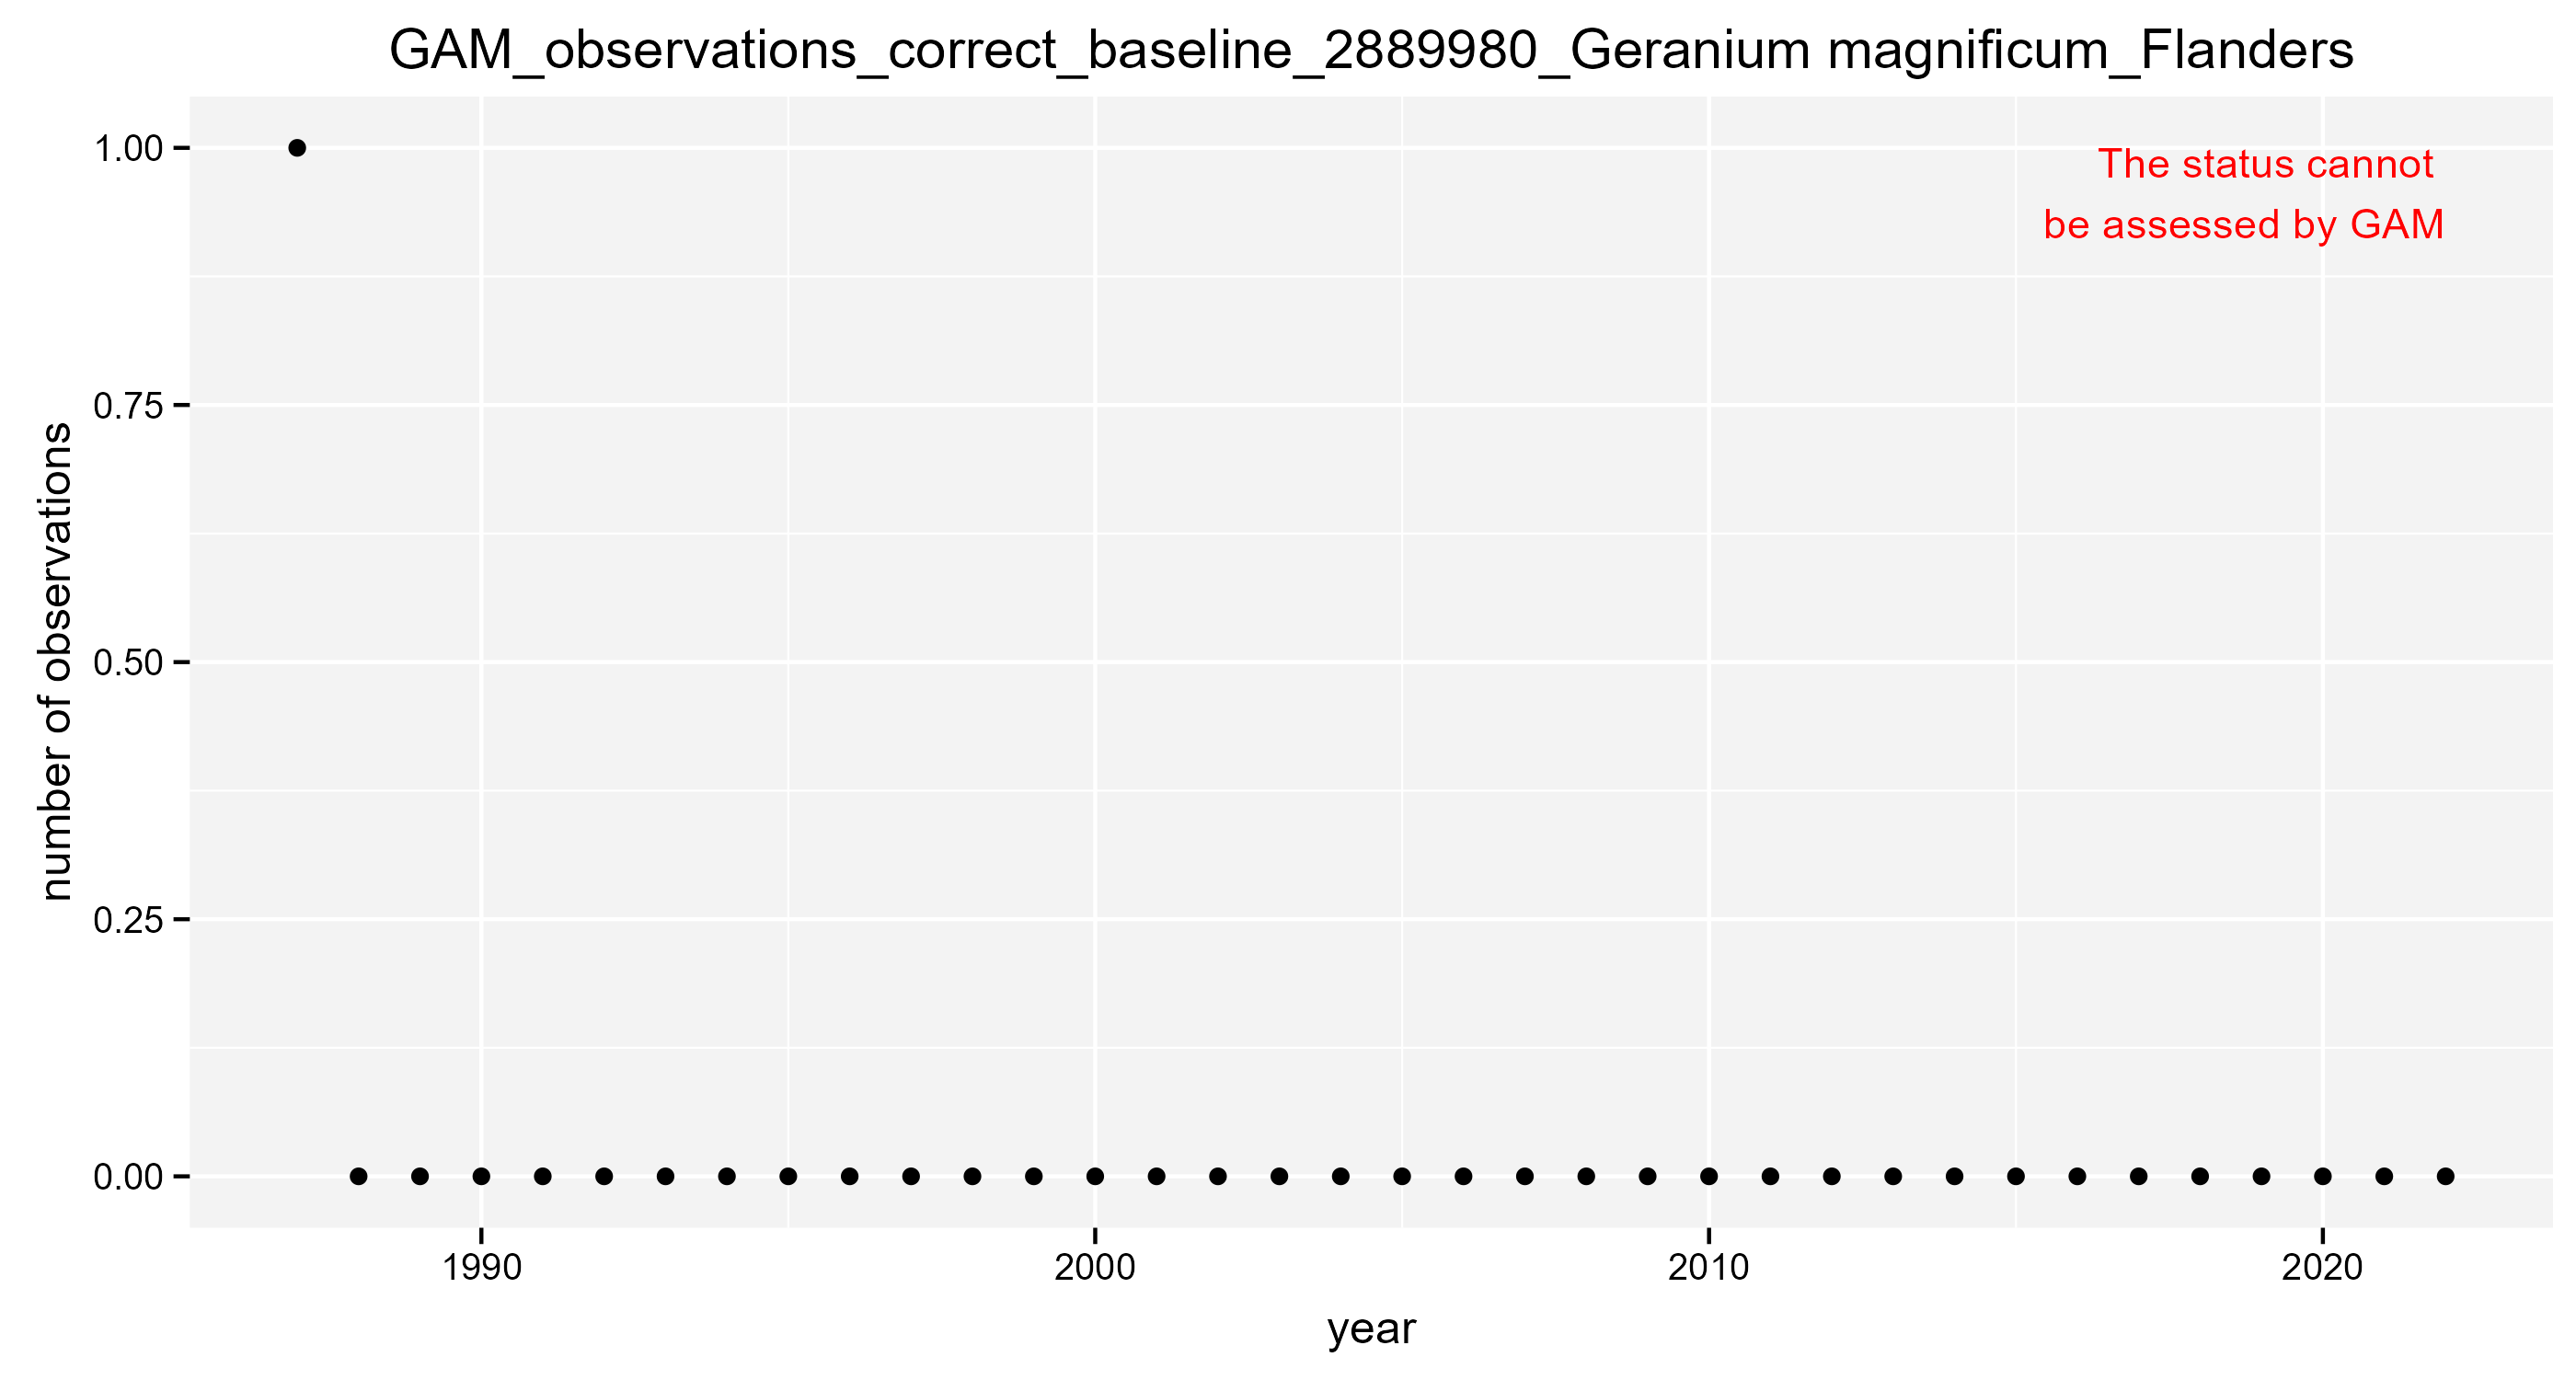 GAM_observations_correct_baseline_2889980_Geranium magnificum_Flanders
The status cannot
be assessed by GAM
number of observations
1.00
0.75
0.50
0.25
0.00
1990
2000
2010
2020
year